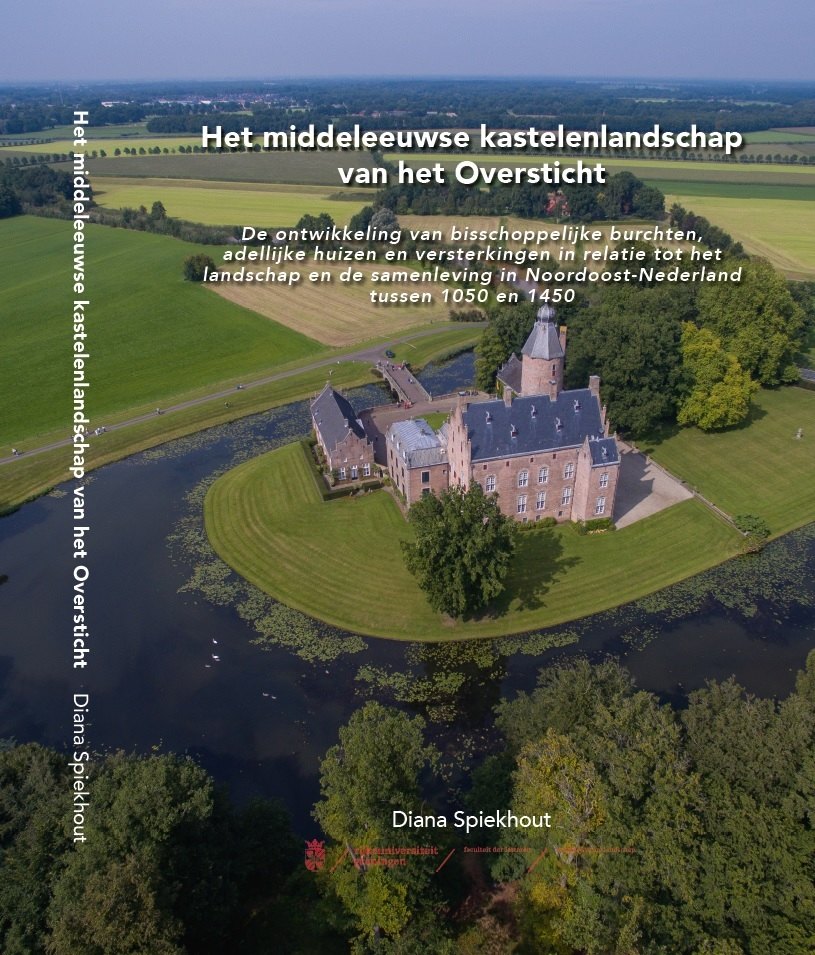 Het middeleeuwse kastelenlandschap
van het Oversticht
De ontwikkeling van bisschoppelijke burchten,
adellijke huizen en versterkingen in relatie tot het
landschap en de samenleving in Noordoost-Nederland
tussen 1050 en 1450
Het middeleeuwse kastelenlandschap van het Oversticht Diana Spiekhout
Diana Spiekhout
rijksuniversiteit
groningen
faculteit der letteren